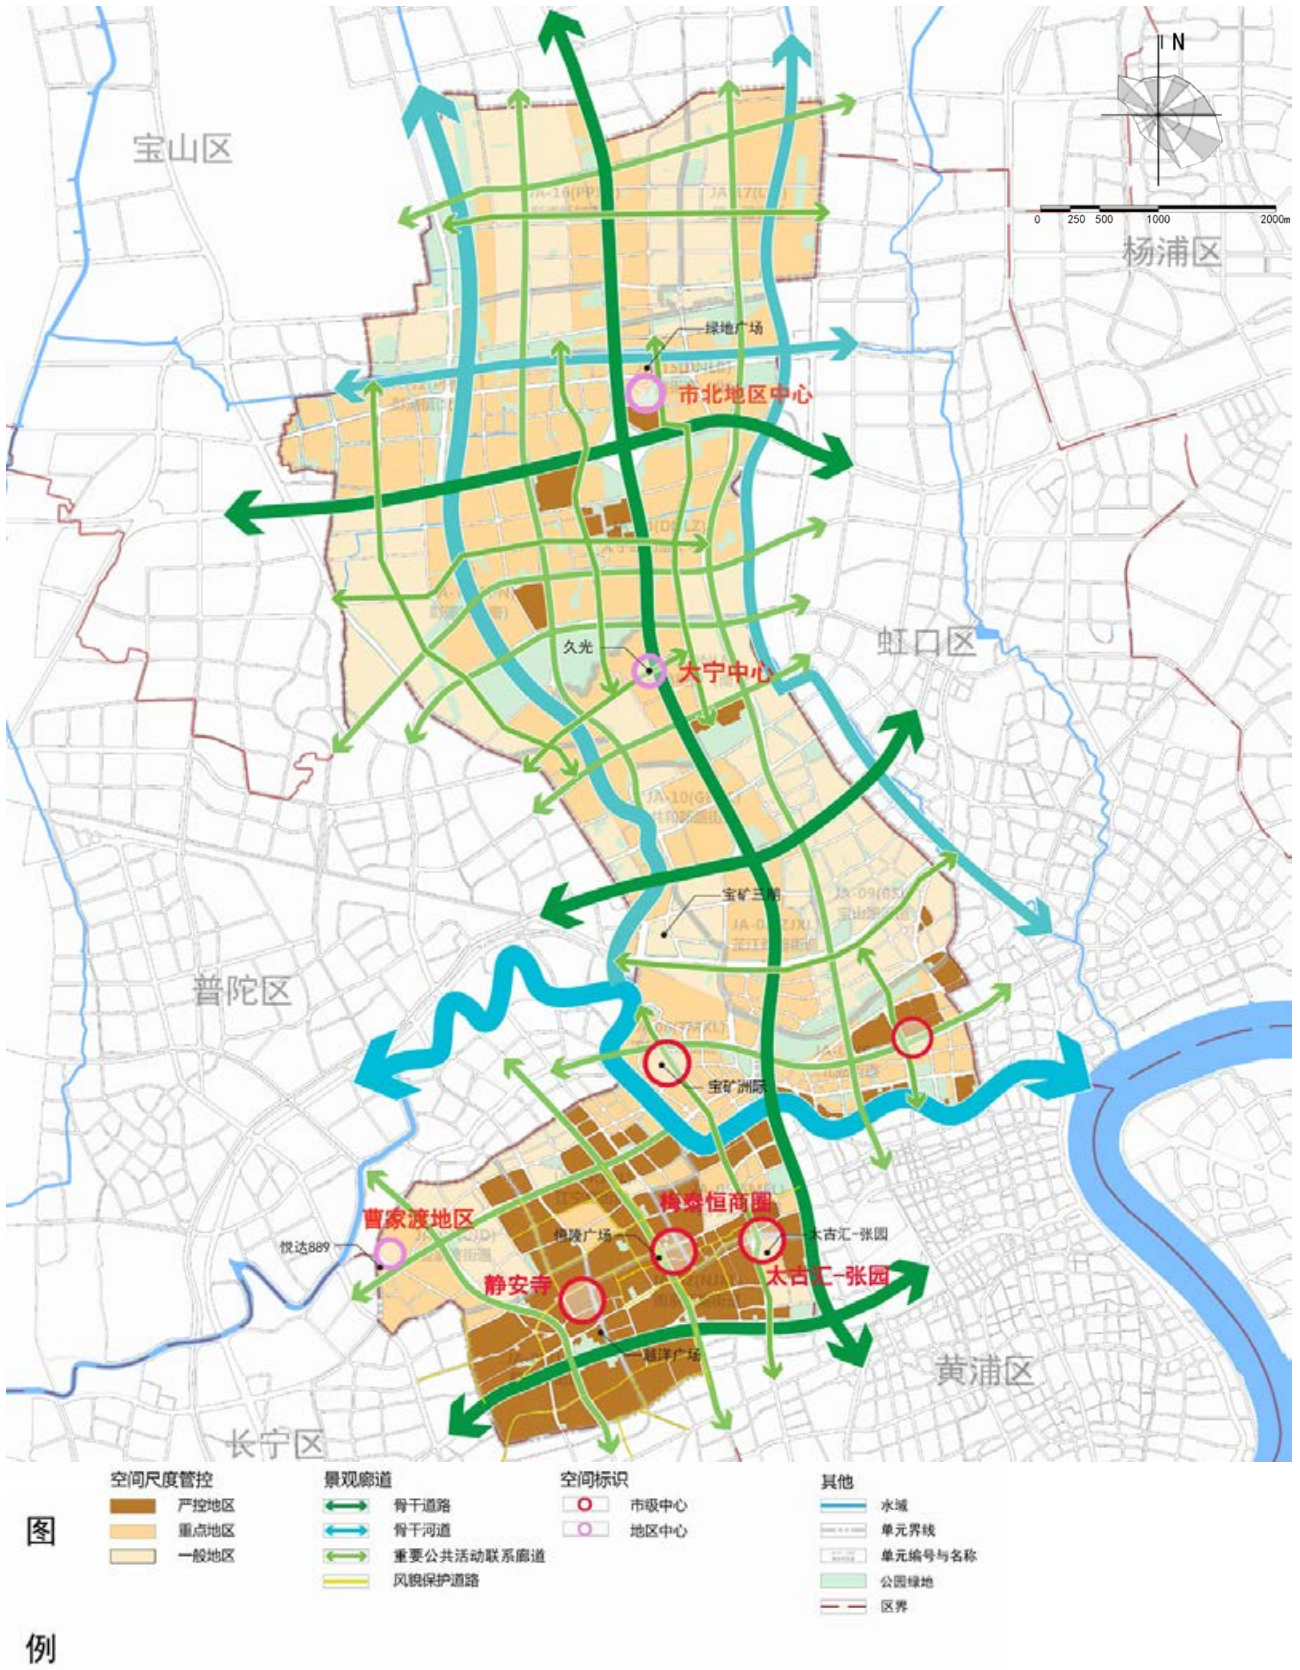 N
宝山区
0 250 500 1000 2000m
杨浦区
绿地广场
市北地区中心
虹口区
久光
大宁中心
宝矿三期
普陀区
宝矿洲际
梅泰恒商圈
曹家渡地区
恒隆广场
太古汇-张园
悦达889
太古汇-张园
静安寺
越洋广场
黄浦区
长宁区
图
例
空间尺度管控
严控地区
重点地区
一般地区
景观廊道
骨干道路
骨干河道
重要公共活动联系廊道
风貌保护道路
空间标识
市级中心
地区中心
其他
水域
单元界线
单元编号与名称
公园绿地
区界